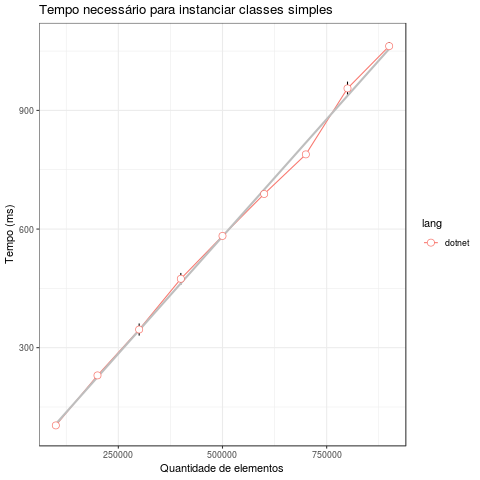 Tempo necessário para instanciar classes simples
Tempo (ms)
900
600
300
250000
500000
750000
Quantidade de elementos
lang
dotnet